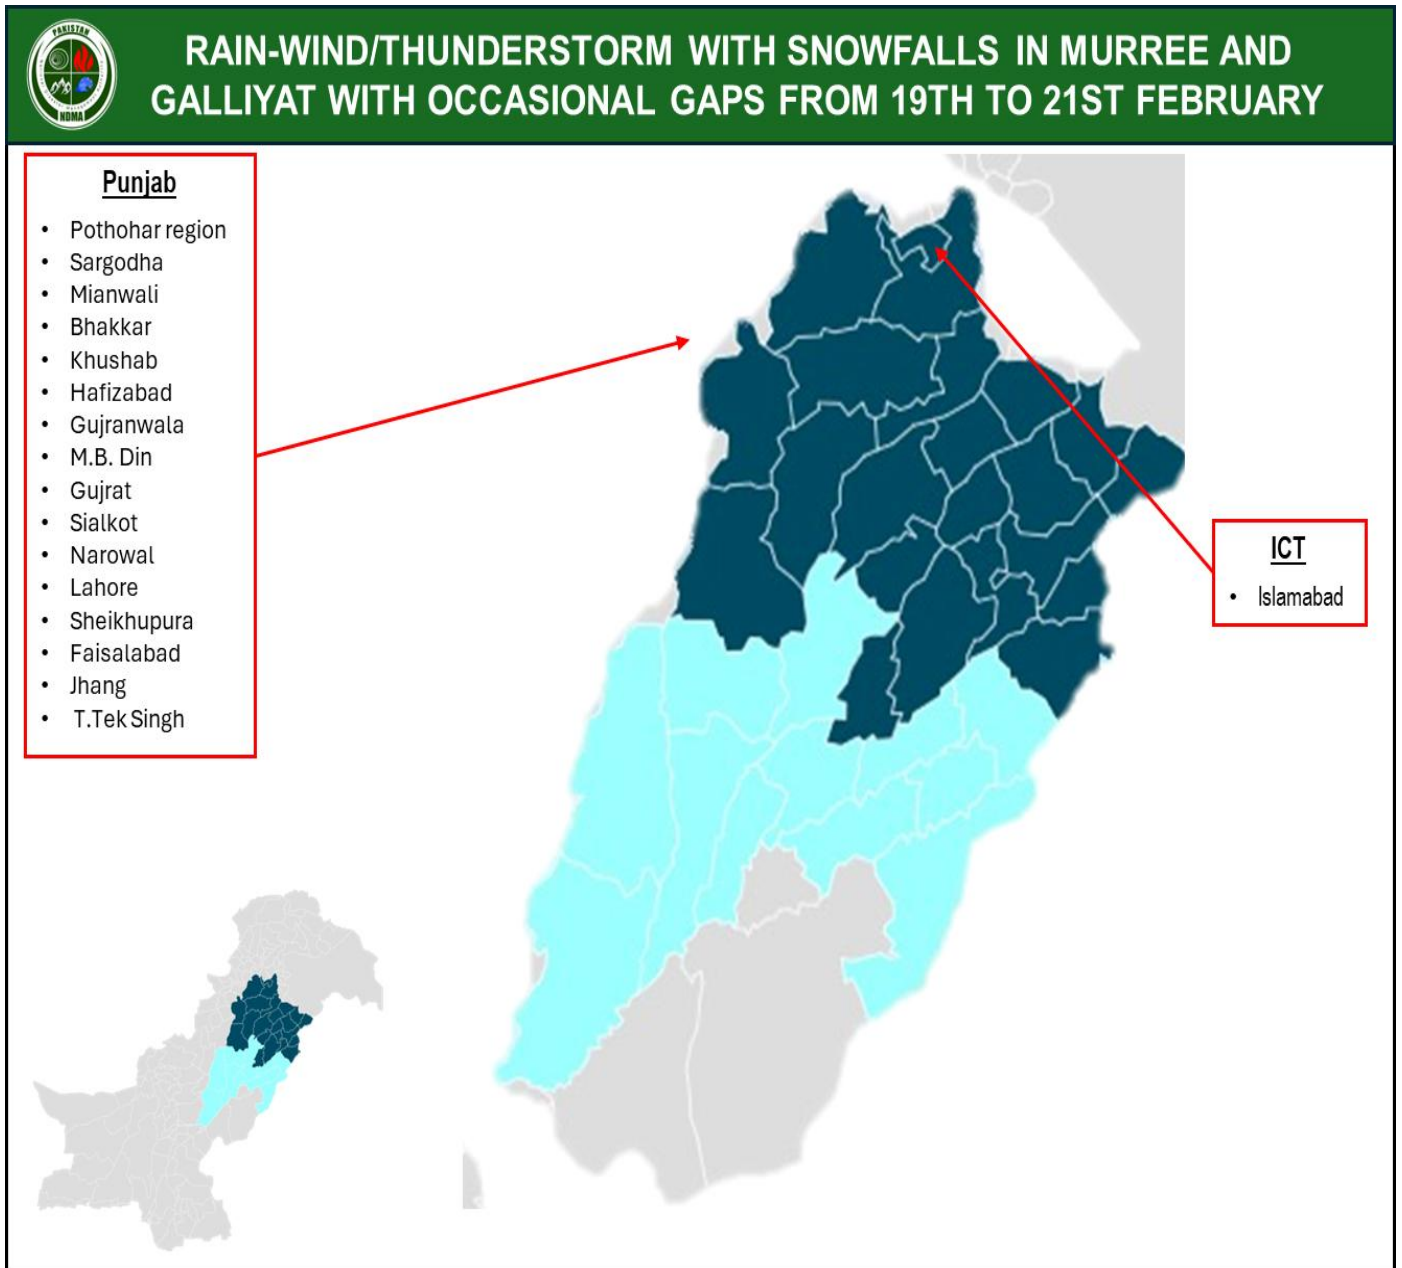 RAIN-WIND/THUNDERSTORM WITH SNOWFALLS IN MURREE AND
GALLIYAT WITH OCCASIONAL GAPS FROM 19TH TO 21ST FEBRUARY
PAKISTAN
NDMA
Punjab
• Pothohar region
• Sargodha
• Mianwali
• Bhakkar
• Khushab
• Hafizabad
• Gujranwala
• M.B. Din
• Gujrat
• Sialkot
• Narowal
• Lahore
• Sheikhupura
• Faisalabad
• Jhang
• T.Tek Singh
ICT
• Islamabad